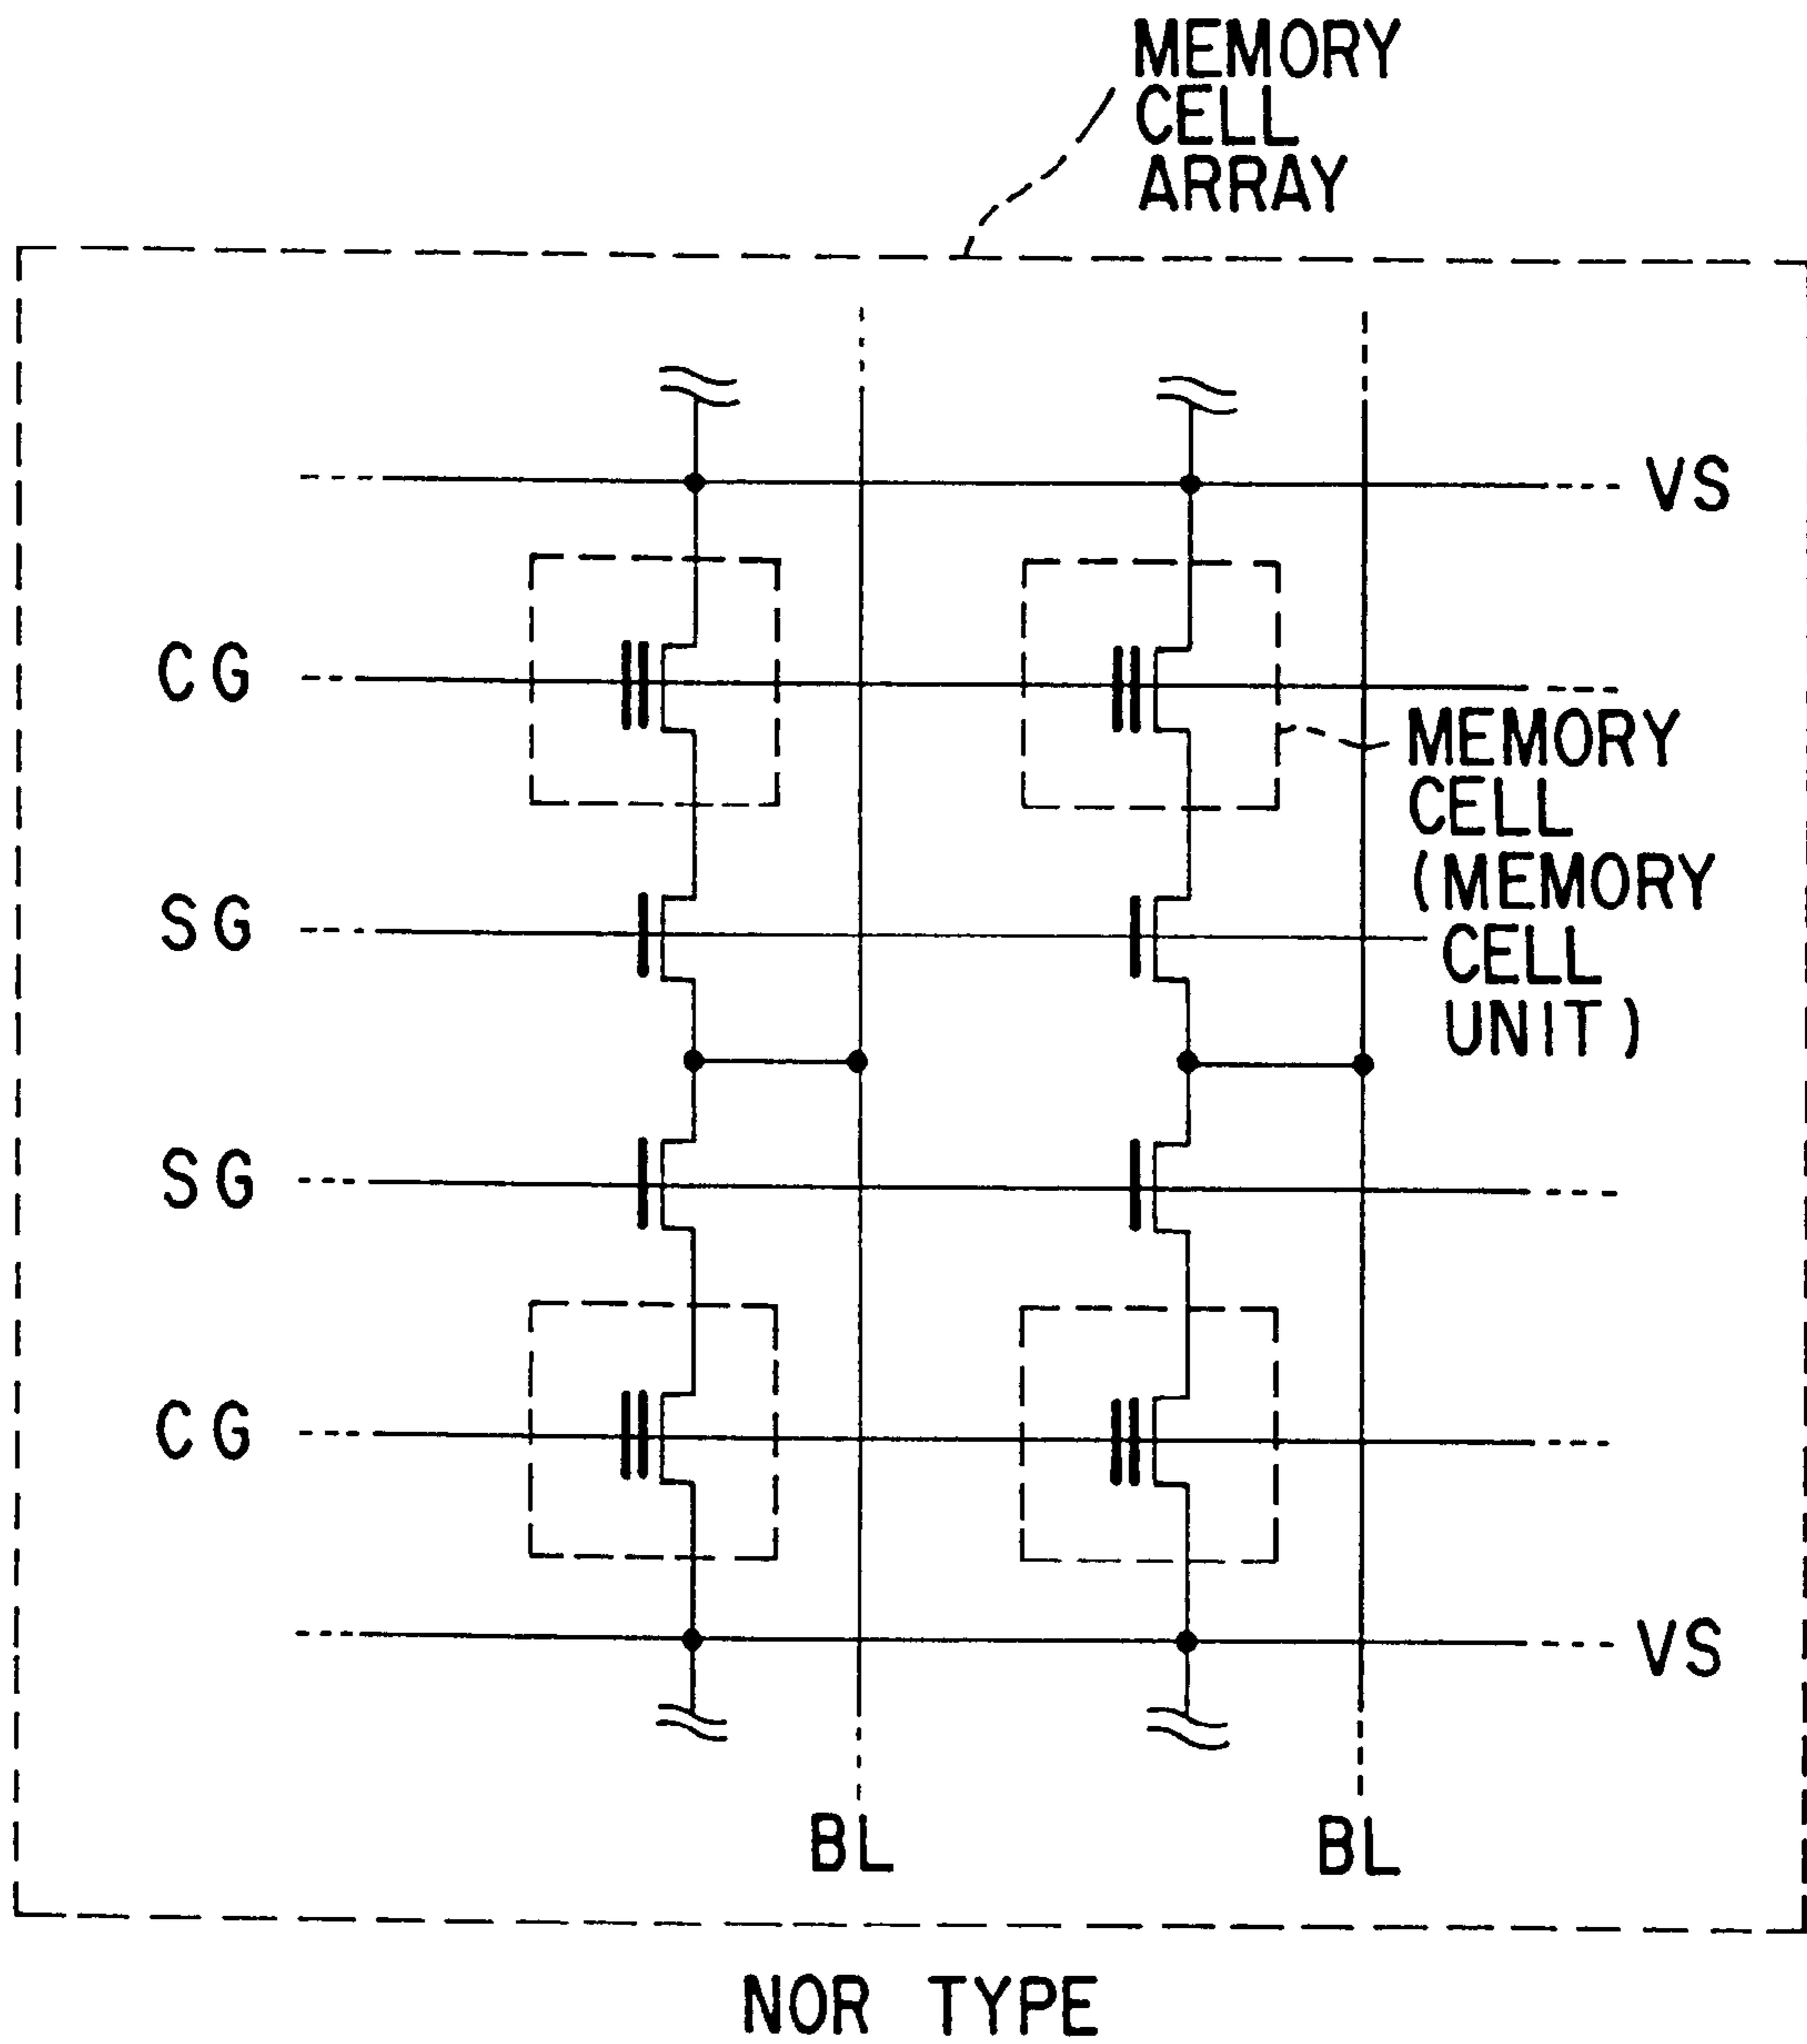 MEMORY
CELL
ARRAY
VS
CG
MEMORY
CELL
(MEMORY
CELL
UNIT)
SG
SG
CG
VS
BL
BL
NOR TYPE